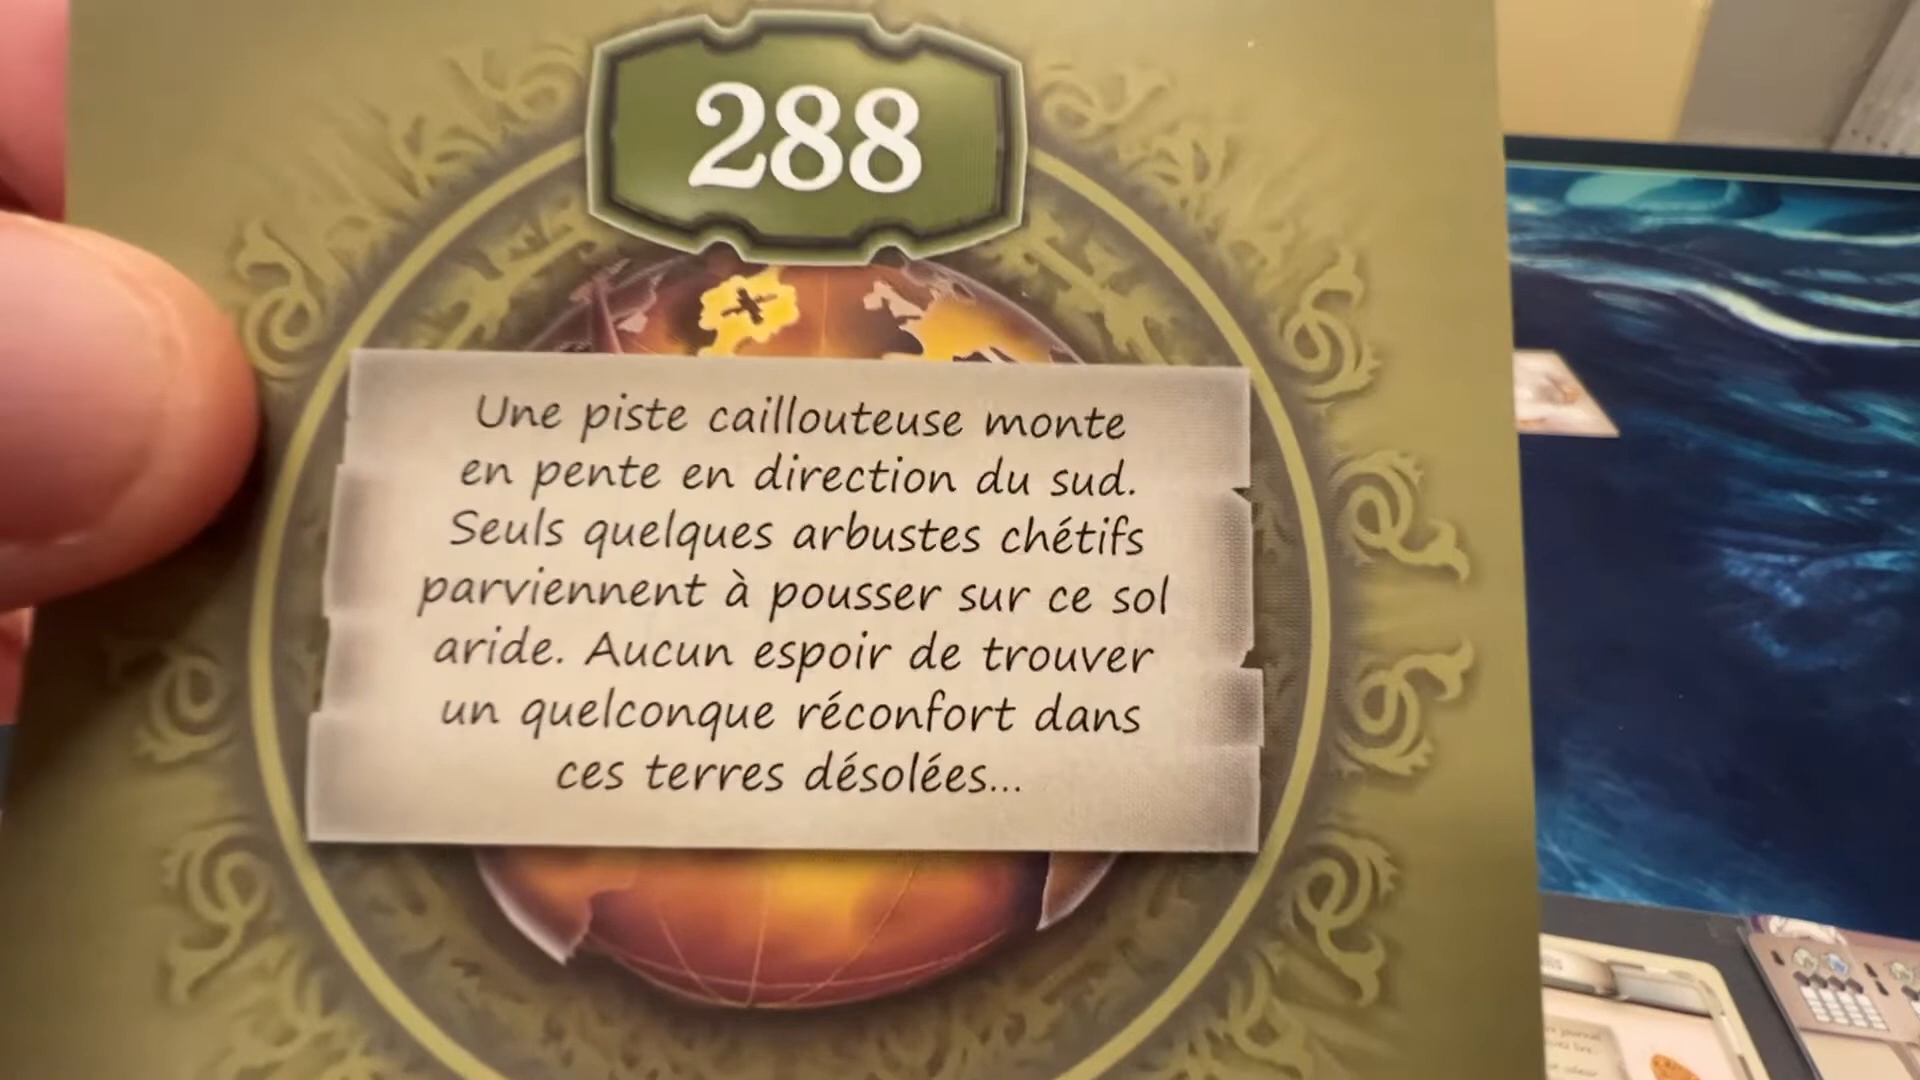 288
Une piste caillouteuse monte
en pente en direction du sud.
Seuls quelques arbustes chétifs
parviennent à pousser sur ce sol
aride. Aucun espoir de trouver
un quelconque réconfort dans
ces terres désolées...